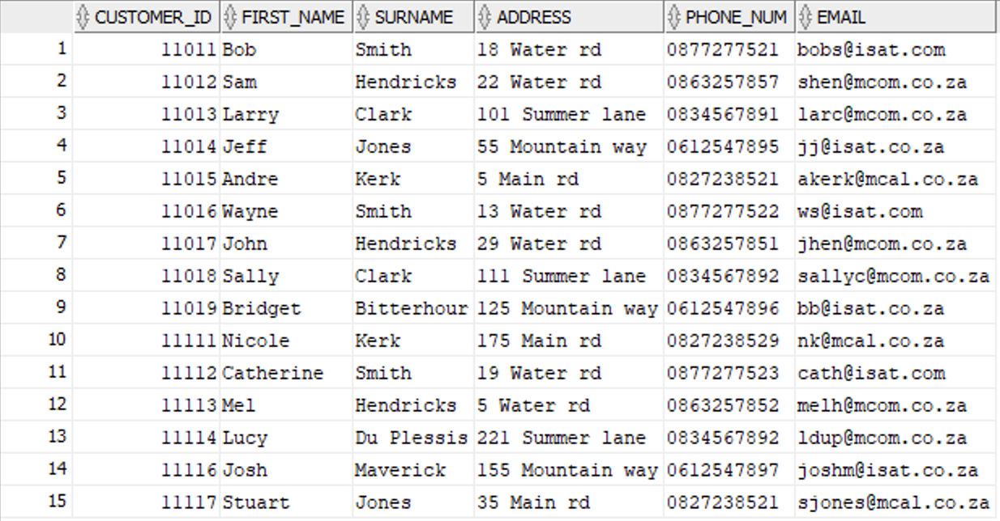 CUSTOMER_ID FIRST_NAME SURNAME ADDRESS PHONE_NUM EMAIL
1 11011 Bob Smith 18 Water rd 0877277521 bobs@isat.com
2 11012 Sam Hendricks 22 Water rd 0863257857 shen@mcom.co.za
3 11013 Larry Clark 101 Summer lane 0834567891 larc@mcom.co.za
4 11014 Jeff Jones 55 Mountain way 0612547895 jj@isat.co.za
5 11015 Andre Kerk 5 Main rd 0827238521 akerk@mcal.co.za
6 11016 Wayne Smith 13 Water rd 0877277522 ws@isat.com
7 11017 John Hendricks 29 Water rd 0863257851 jhen@mcom.co.za
8 11018 Sally Clark 111 Summer lane 0834567892 sallyc@mcom.co.za
9 11019 Bridget Bitterhour 125 Mountain way 0612547896 bb@isat.co.za
10 11111 Nicole Kerk 175 Main rd 0827238529 nk@mcal.co.za
11 11112 Catherine Smith 19 Water rd 0877277523 cath@isat.com
12 11113 Mel Hendricks 5 Water rd 0863257852 melh@mcom.co.za
13 11114 Lucy Du Plessis 221 Summer lane 0834567892 ldup@mcom.co.za
14 11116 Josh Maverick 155 Mountain way 0612547897 joshm@isat.co.za
15 11117 Stuart Jones 35 Main rd 0827238521 sjones@mcal.co.za